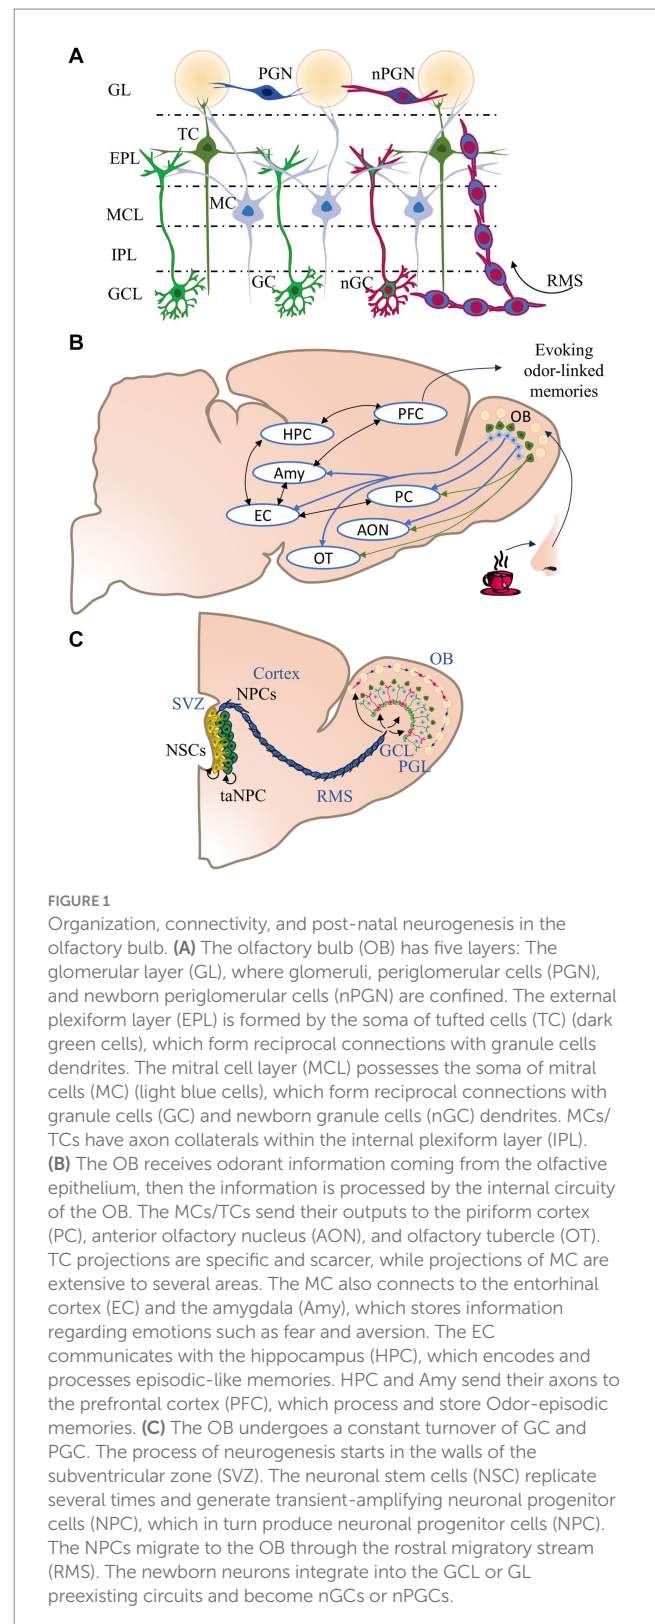 A
PGN
nPGN
GL
TC
EPL
MC
MCL
IPL
GC
nGC
RMS
GCL
B
Evoking
odor-linked
memories
PFC
OB
HPC
Amy
PC
EC
AON
OT
C
OB
Cortex
NPCs
SVZ
NSCs
GCL
PGL
taNPC
RMS
FIGURE 1
Organization, connectivity, and post-natal neurogenesis in the
olfactory bulb. (A) The olfactory bulb (OB) has five layers: The
glomerular layer (GL), where glomeruli, periglomerular cells (PGN),
and newborn periglomerular cells (nPGN) are confined. The external
plexiform layer (EPL) is formed by the soma of tufted cells (TC) (dark
green cells), which form reciprocal connections with granule cells
dendrites. The mitral cell layer (MCL) possesses the soma of mitral
cells (MC) (light blue cells), which form reciprocal connections with
granule cells (GC) and newborn granule cells (nGC) dendrites. MCs/
TCs have axon collaterals within the internal plexiform layer (IPL).
(B) The OB receives odorant information coming from the olfactive
epithelium, then the information is processed by the internal circuity
of the OB. The MCs/TCs send their outputs to the piriform cortex
(PC), anterior olfactory nucleus (AON), and olfactory tubercle (OT).
TC projections are specific and scarcer, while projections of MC are
extensive to several areas. The MC also connects to the entorhinal
cortex (EC) and the amygdala (Amy), which stores information
regarding emotions such as fear and aversion. The EC
communicates with the hippocampus (HPC), which encodes and
processes episodic-like memories. HPC and Amy send their axons to
the prefrontal cortex (PFC), which process and store Odor-episodic
memories. (C) The OB undergoes a constant turnover of GC and
PGC. The process of neurogenesis starts in the walls of the
subventricular zone (SVZ). The neuronal stem cells (NSC) replicate
several times and generate transient-amplifying neuronal progenitor
cells (NPC), which in turn produce neuronal progenitor cells (NPC).
The NPCs migrate to the OB through the rostral migratory stream
(RMS). The newborn neurons integrate into the GCL or GL
preexisting circuits and become nGCs or nPGCs.